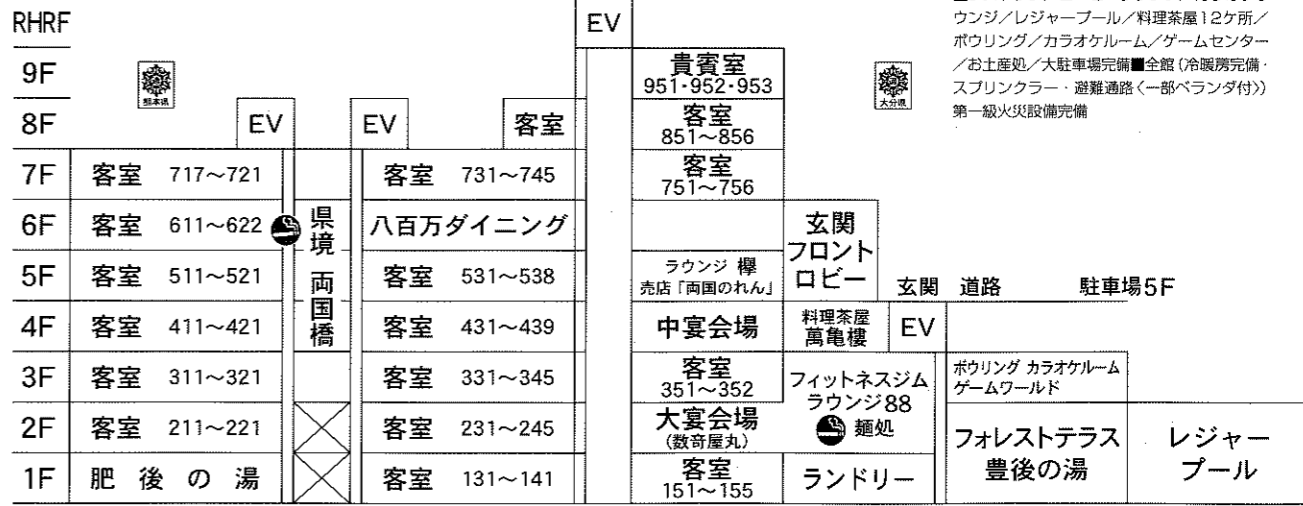 ウンジ／レジャープール／料理茶屋12ケ所／
ボウリング／カラオケルーム／ゲームセンター
／お土産処／大駐車場完備■全館（冷暖房完備・
スプリンクラー・避難通路〈一部ベランダ付〉）
第一級火災設備完備
RHRF
EV
9F
熊本県
貴賓室
951・952・953
大分県
8F
EV
EV
客室
客室
851～856
7F
客室 717～721
客室 731～745
客室
751～756
6F
客室 611～622
県境 両国橋
八百万ダイニング
玄関
フロント
ロビー
5F
客室 511～521
客室 531～538
ラウンジ 欅
売店「両国のれん」
玄関 道路 駐車場5F
4F
客室 411～421
客室 431～439
中宴会場
料理茶屋
萬亀樓
EV
3F
客室 311～321
客室 331～345
客室
351～352
フィットネスジム
ラウンジ88
麺処
ボウリング カラオケルーム
ゲームワールド
2F
客室 211～221
客室 231～245
大宴会場
(数奇屋丸)
フォレストテラス
豊後の湯
レジャー
プール
1F
肥後の湯
客室 131～141
客室
151～155
ランドリー